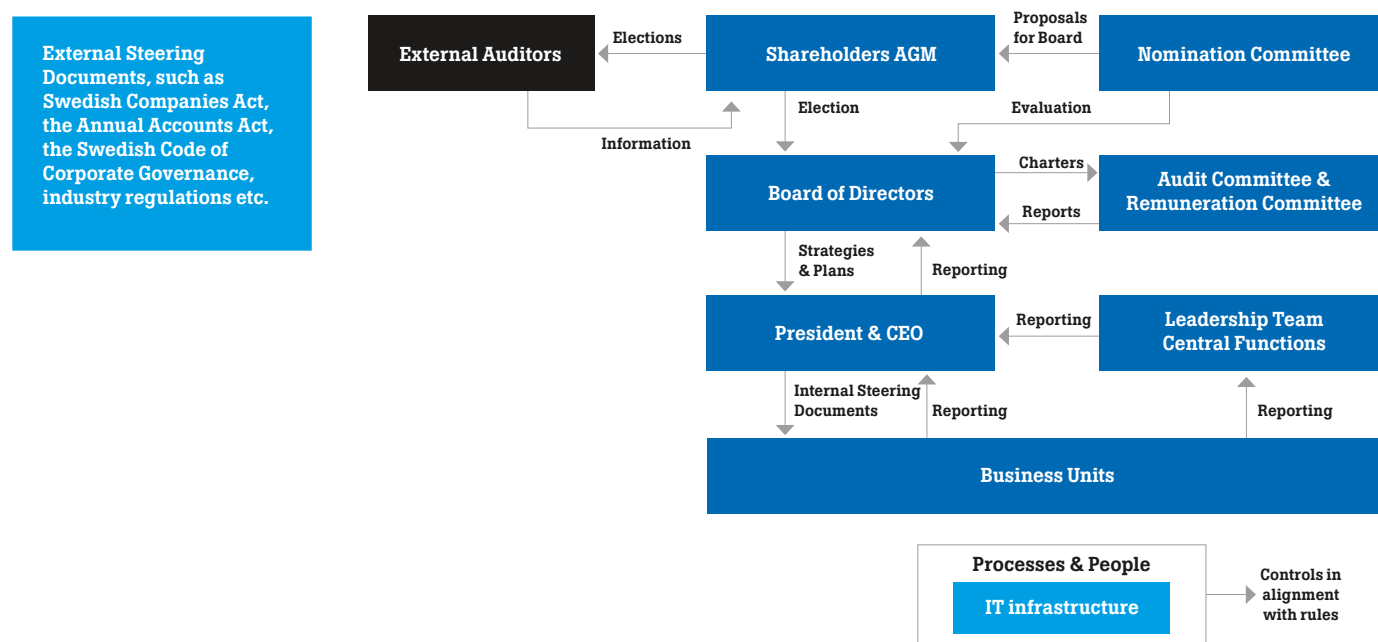 External Steering
Documents, such as
Swedish Companies Act,
the Annual Accounts Act,
the Swedish Code of
Corporate Governance,
industry regulations etc.
External Auditors
Elections
Shareholders AGM
Proposals
for Board
Nomination Committee
Information
Election
Evaluation
Board of Directors
Charters
Reports
Audit Committee &
Remuneration Committee
Strategies
& Plans
Reporting
President & CEO
Reporting
Leadership Team
Central Functions
Internal Steering
Documents
Reporting
Reporting
Business Units
Processes & People
IT infrastructure
Controls in
alignment
with rules